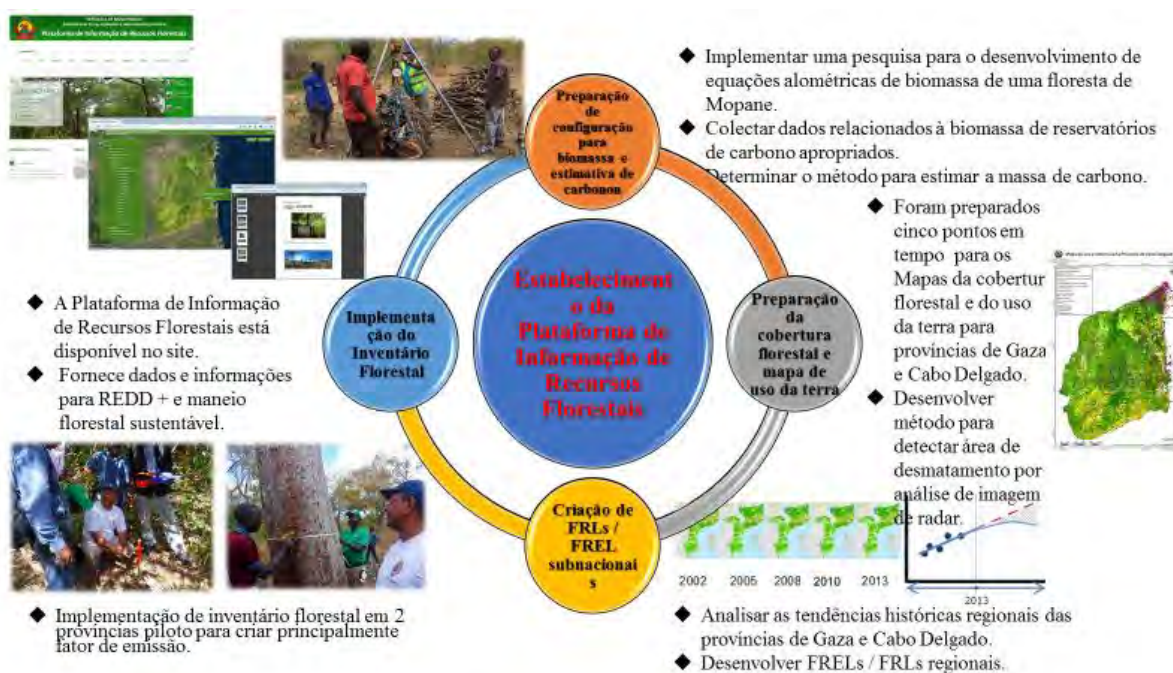 Plataforma de Informação de Recursos Florestais
Preparação
de
configuração
para
biomassa e
estimativa de
carbonon
◆ Implementar uma pesquisa para o desenvolvimento de
equações alométricas de biomassa de uma floresta de
Mopane.
◆ Colectar dados relacionados à biomassa de reservatórios
de carbono apropriados.
Determinar o método para estimar a massa de carbono.
◆ Foram preparados
cinco pontos em
tempo para os
Mapas da cobertur
florestal e do uso
da terra para
províncias de Gaza
e Cabo Delgado.
◆ Desenvolver
método para
detectar área de
desmatamento por
análise de imagem
de radar.
◆ A Plataforma de Informação
de Recursos Florestais está
disponível no site.
◆ Fornece dados e informações
para REDD + e maneio
florestal sustentável.
Implementa
ção do
Inventário
Florestal
Estabeleciment
o da
Plataforma de
Informação de
Recursos
Florestais
Preparação
da
cobertura
florestal e
mapa de
uso da terra
Criação de
FRLs /
FREL
subnacionai
s
2002 2005 2008 2010 2013
2013
◆ Implementação de inventário florestal em 2
províncias piloto para criar principalmente
fator de emissão.
◆ Analisar as tendências históricas regionais das
províncias de Gaza e Cabo Delgado.
◆ Desenvolver FRELs / FRLs regionais.